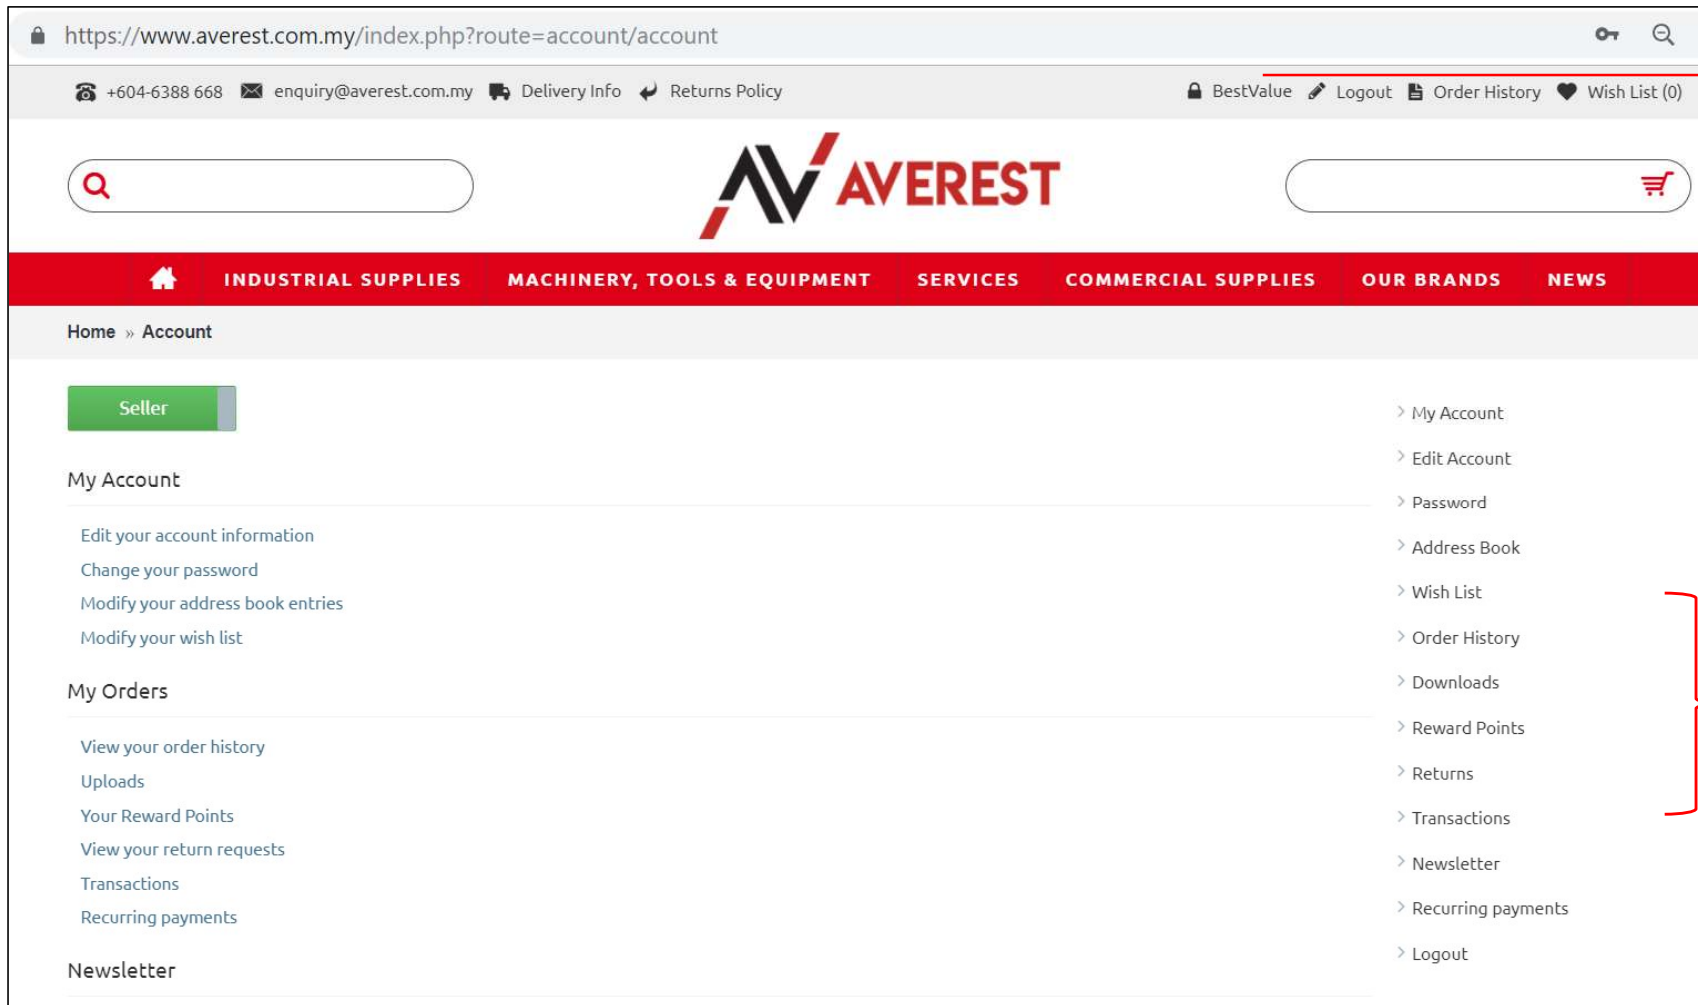 https://www.averest.com.my/index.php?route=account/account
+604-6388 668 enquiry@averest.com.my Delivery Info Returns Policy BestValue Logout Order History Wish List (0)
AVEREST
INDUSTRIAL SUPPLIES MACHINERY, TOOLS & EQUIPMENT SERVICES COMMERCIAL SUPPLIES OUR BRANDS NEWS
Home » Account
Seller
My Account
Edit your account information
Change your password
Modify your address book entries
Modify your wish list
My Orders
View your order history
Uploads
Your Reward Points
View your return requests
Transactions
Recurring payments
Newsletter
My Account
Edit Account
Password
Address Book
Wish List
Order History
Downloads
Reward Points
Returns
Transactions
Newsletter
Recurring payments
Logout